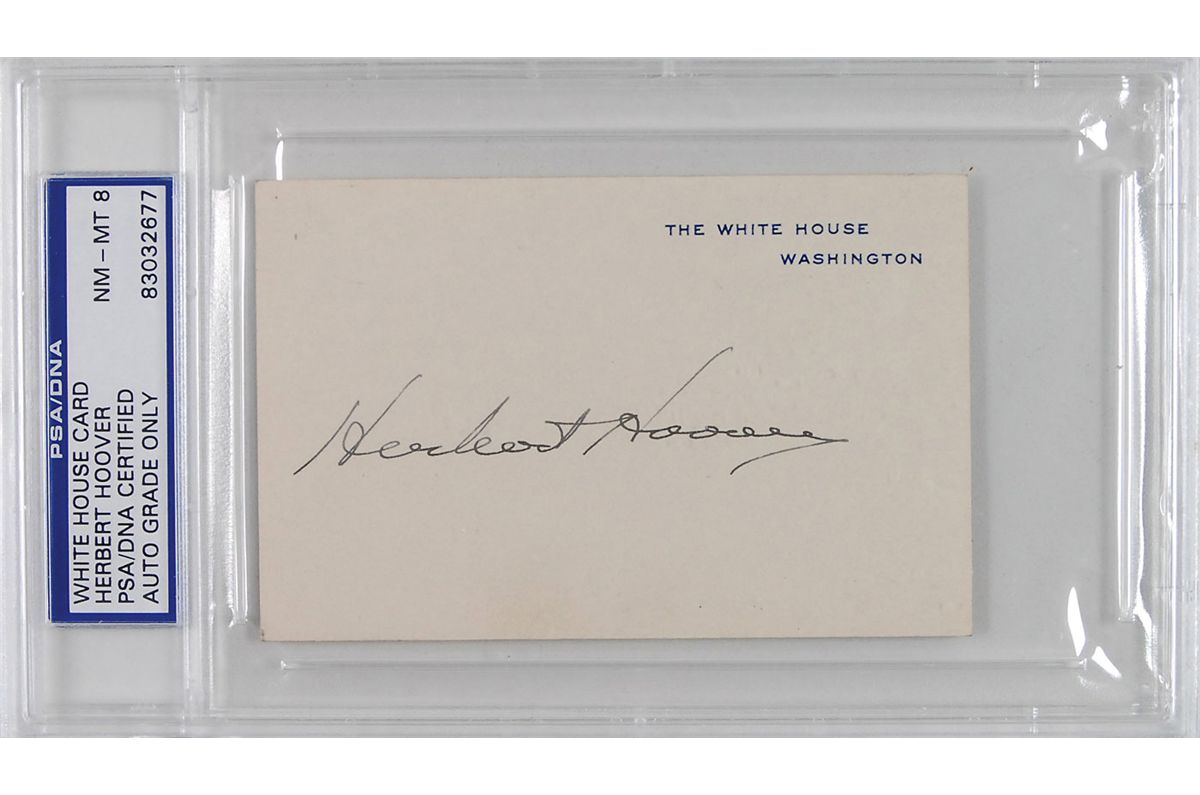 PSA/DNA
WHITE HOUSE CARD NM – MT 8
HERBERT HOOVER
PSA/DNA CERTIFIED
AUTO GRADE ONLY 83032677
THE WHITE HOUSE
WASHINGTON
Herbert Hoover